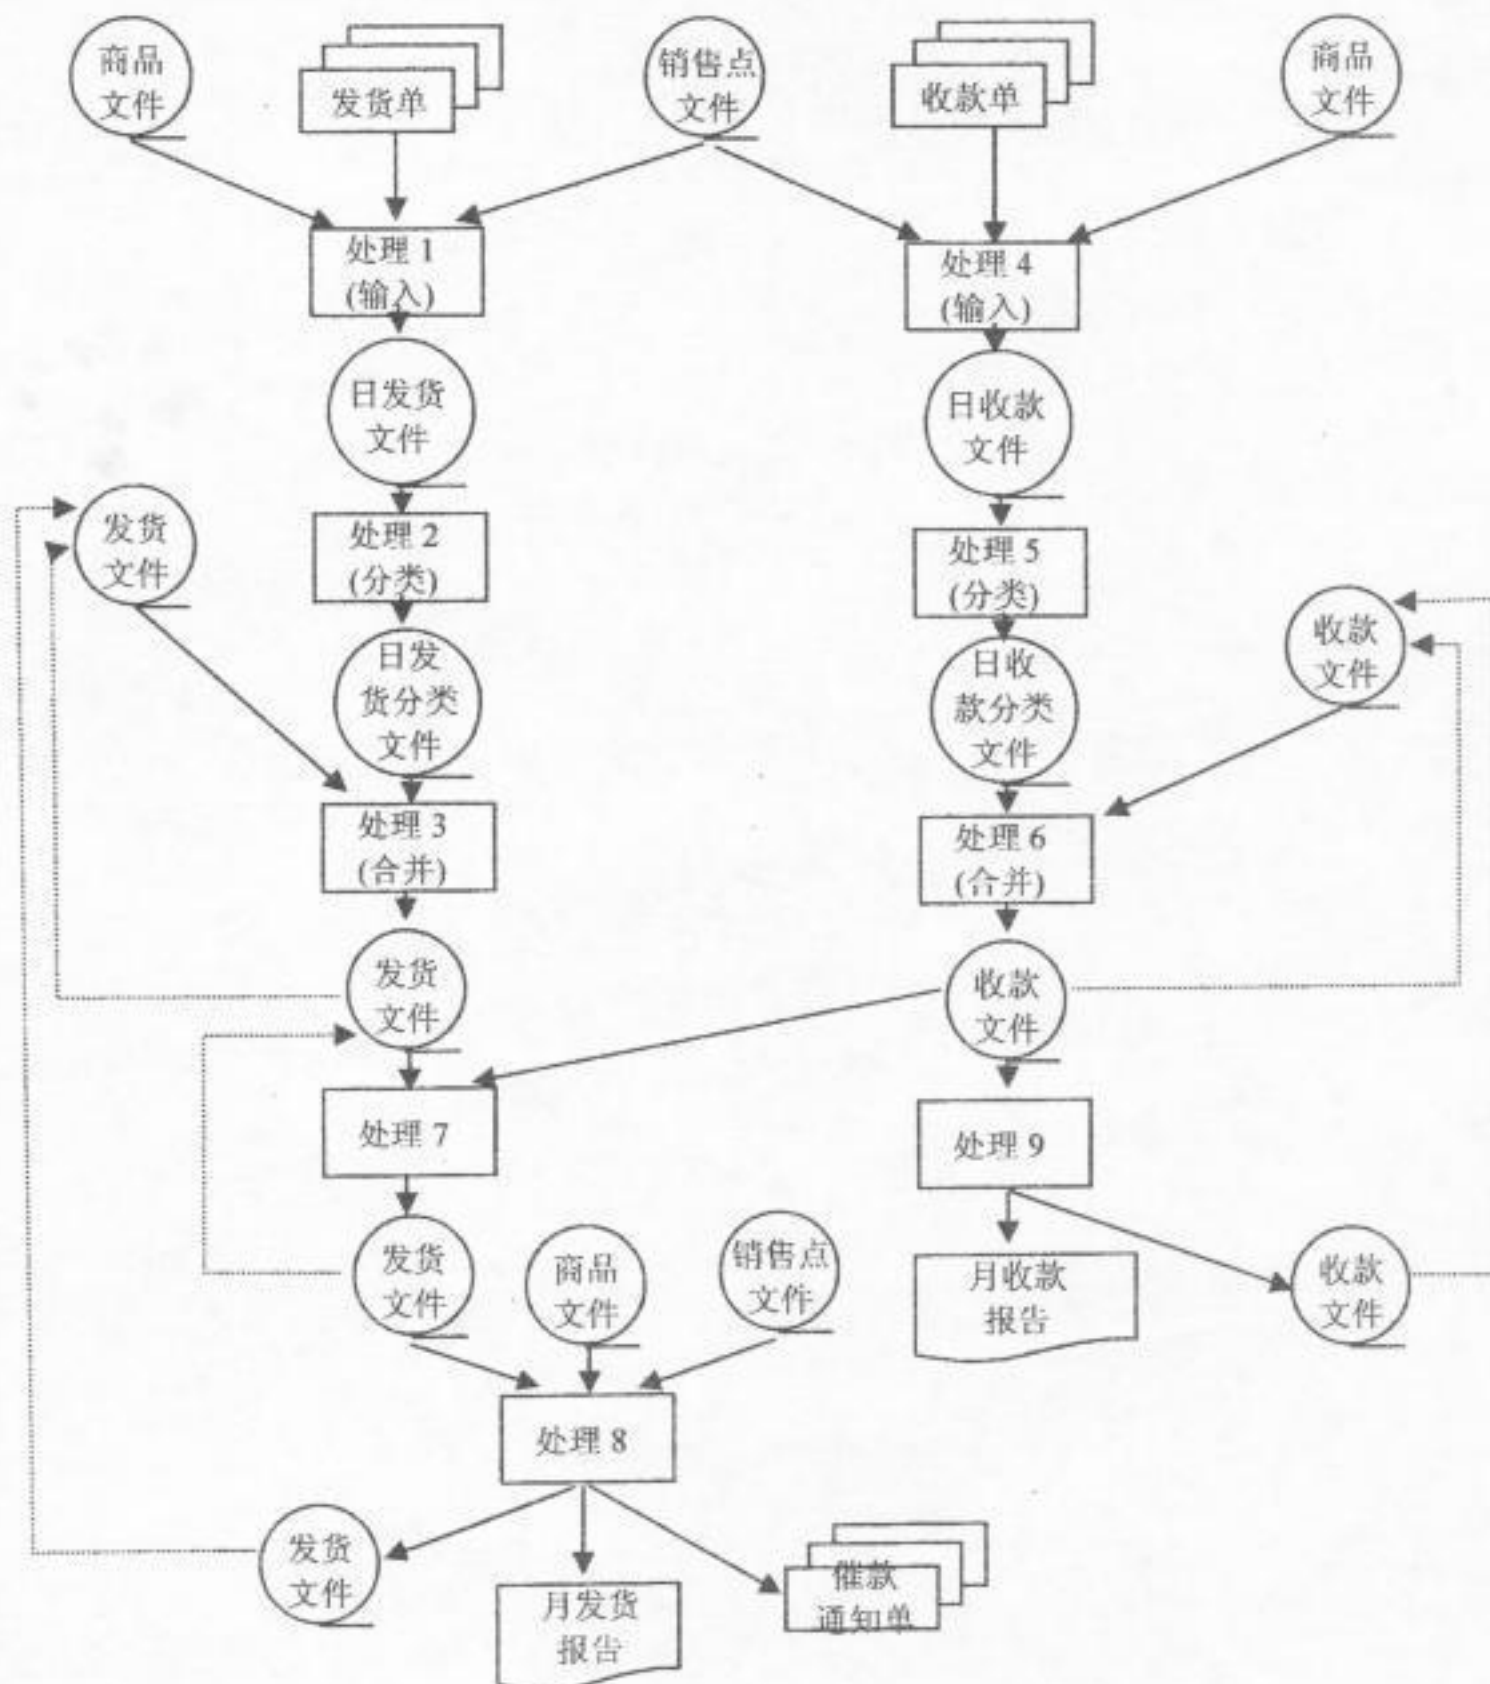 商品
文件
发货单
销售点
文件
收款单
商品
文件
处理 1
(输入)
处理 4
(输入)
日发货
文件
日收款
文件
发货
文件
处理 2
(分类)
处理 5
(分类)
收款
文件
日发
货分类
文件
日收
款分类
文件
处理 3
(合并)
处理 6
(合并)
发货
文件
收款
文件
处理 7
处理 9
发货
文件
商品
文件
销售点
文件
月收款
报告
收款
文件
处理 8
发货
文件
月发货
报告
催款
通知单